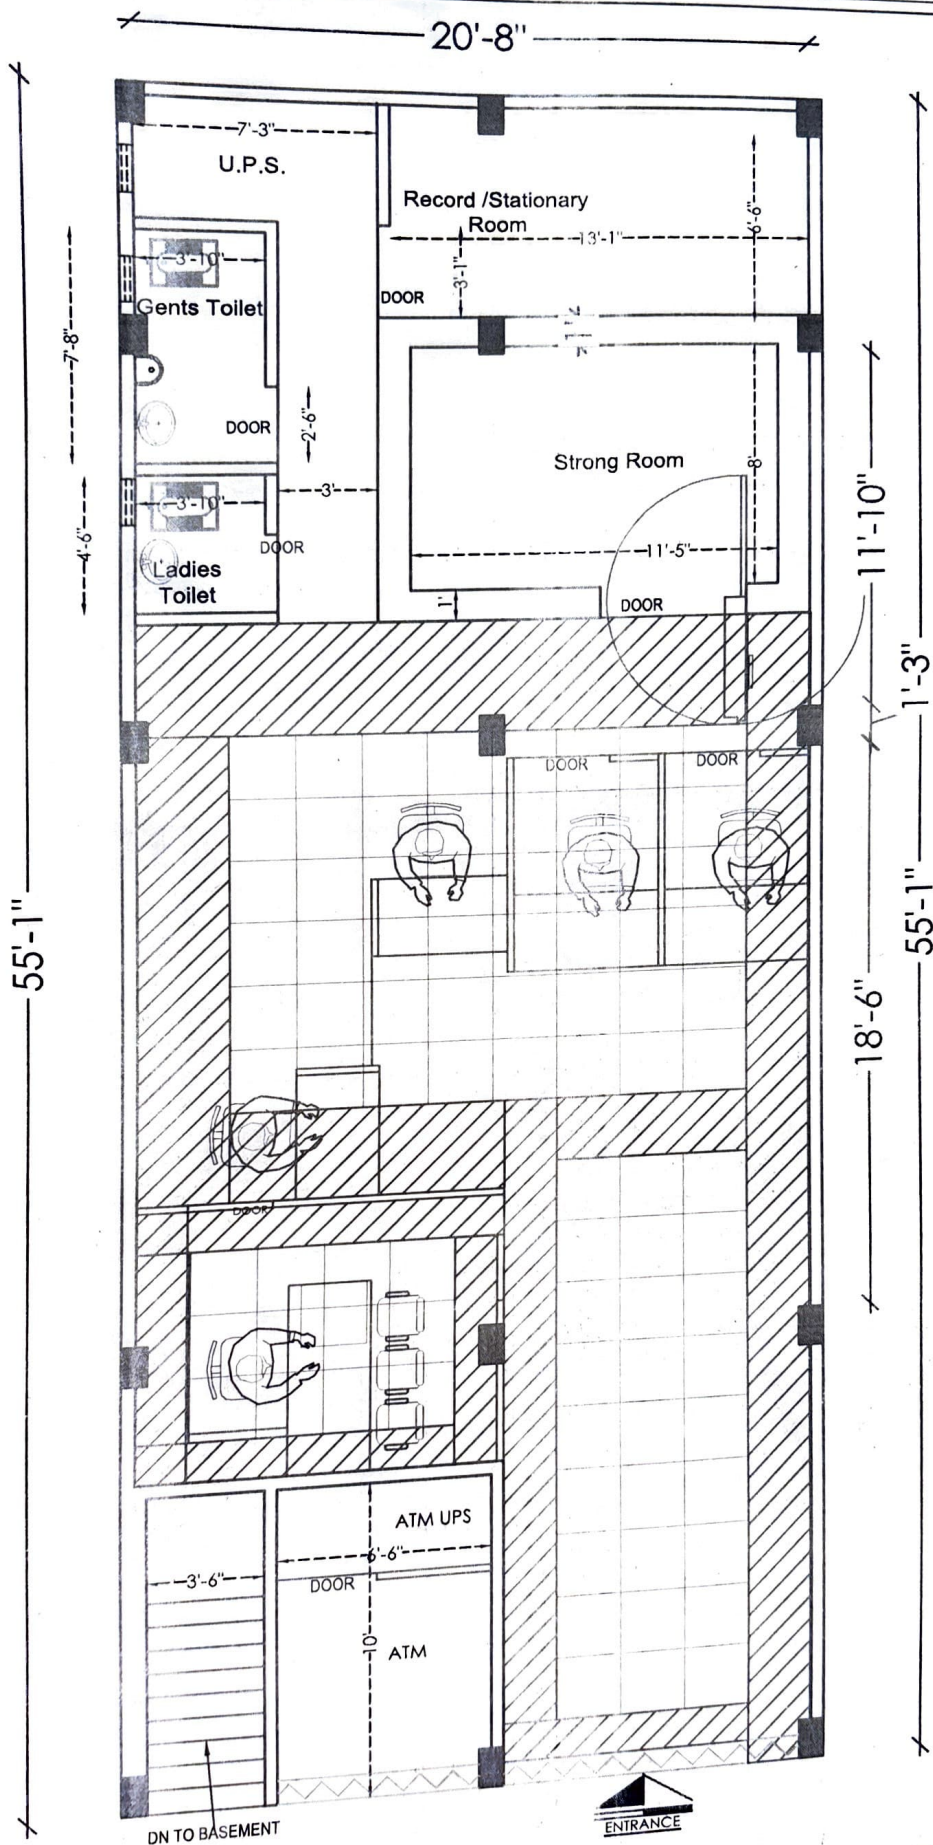 20'-8"
7'-3"
U.P.S.
Record /Stationary
Room
13'-1"
6'-6"
3'-1"
DOOR
3'-10"
Gents Toilet
7'-8"
DOOR
2'-6"
Strong Room
8'
11'-10"
3'
3'-10"
4'-6"
DOOR
Ladies
Toilet
11'-5"
1'
DOOR
1'-3"
DOOR
DOOR
55'-1"
55'-1"
18'-6"
DOOR
ATM UPS
6'-6"
3'-6"
DOOR
10'
ATM
DN TO BASEMENT
ENTRANCE